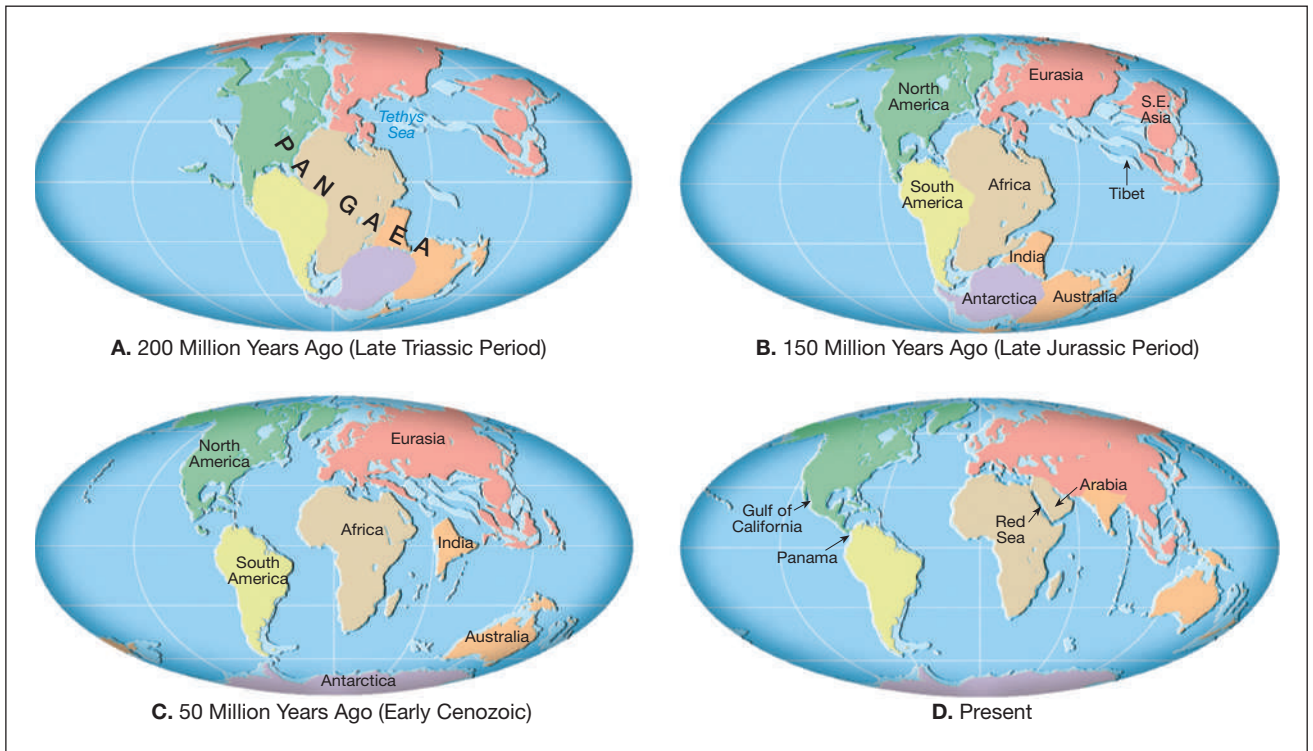 Tethys
Sea
PANGAEA
A. 200 Million Years Ago (Late Triassic Period)
North
America
Eurasia
S.E.
Asia
Tibet
South
America
Africa
India
Antarctica
Australia
B. 150 Million Years Ago (Late Jurassic Period)
North
America
Eurasia
Africa
India
South
America
Australia
Antarctica
C. 50 Million Years Ago (Early Cenozoic)
Gulf of
California
Panama
Red
Sea
Arabia
D. Present